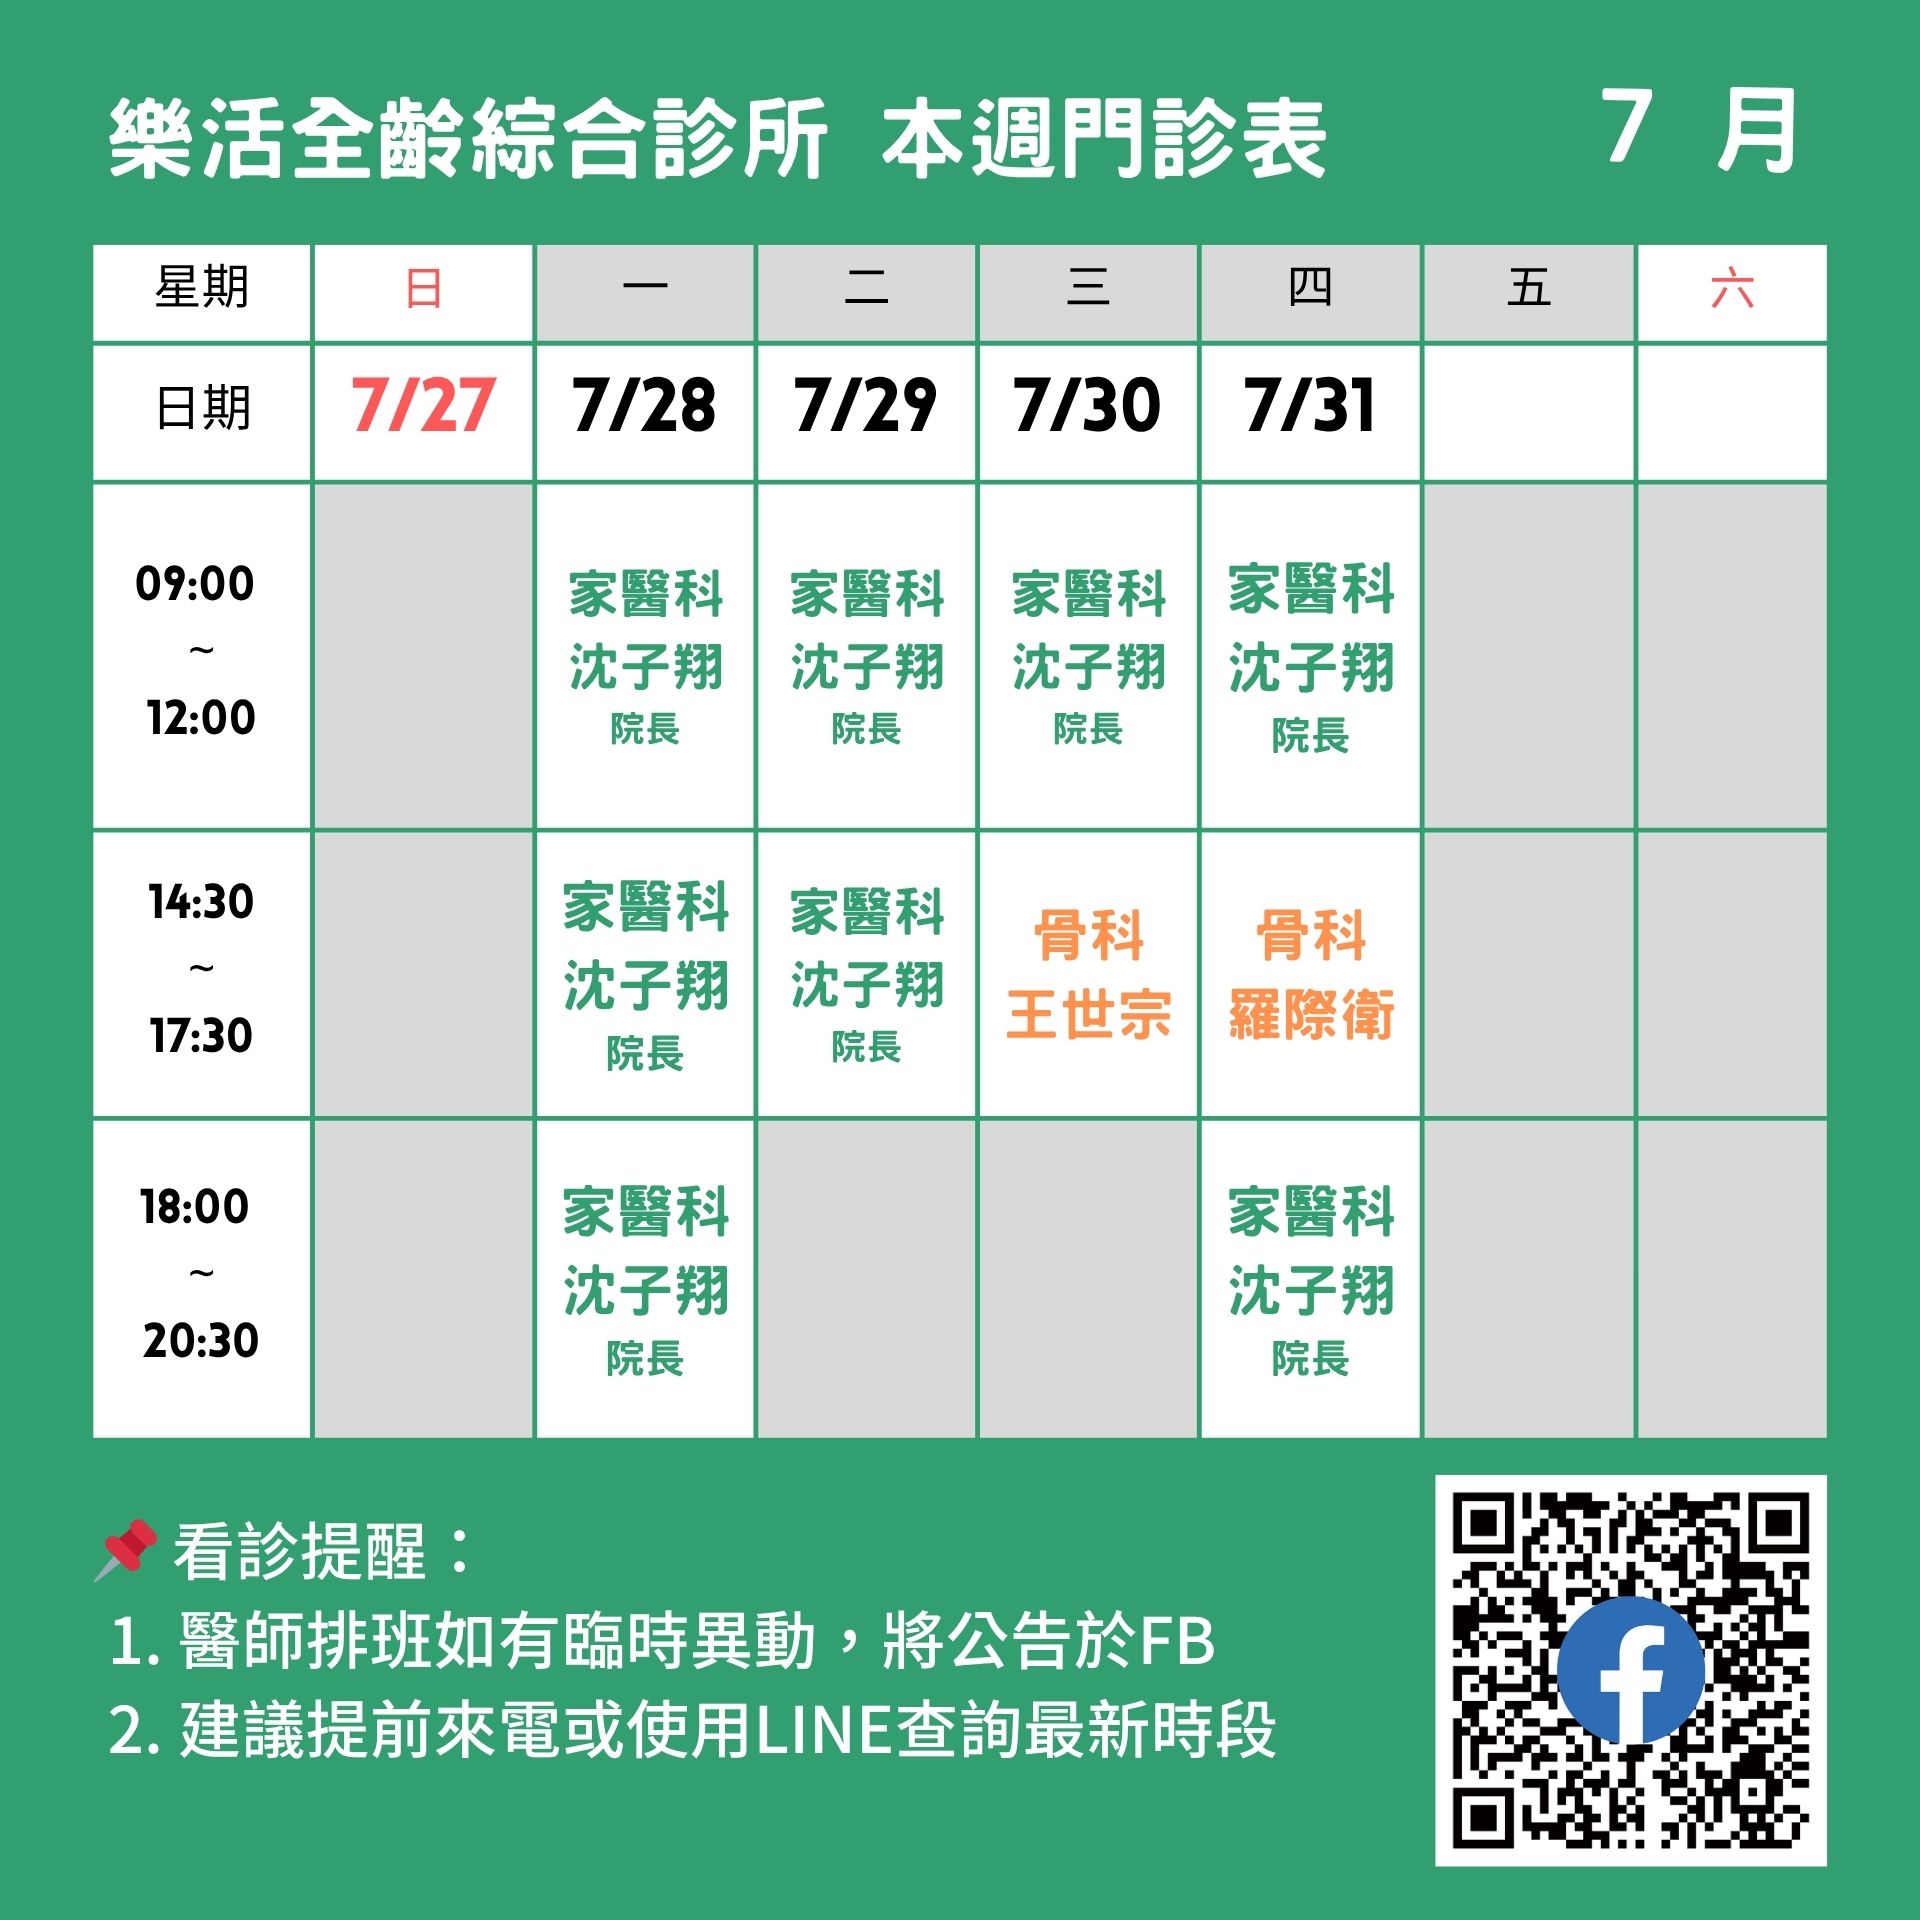 樂活全齡綜合診所 本週門診表 7 月
星期 日 一 二 三 四 五 六
日期 7/27 7/28 7/29 7/30 7/31
09:00
~
12:00
家醫科
沈子翔
院長
家醫科
沈子翔
院長
家醫科
沈子翔
院長
家醫科
沈子翔
院長
14:30
~
17:30
家醫科
沈子翔
院長
家醫科
沈子翔
院長
骨科
王世宗
骨科
羅際衛
18:00
~
20:30
家醫科
沈子翔
院長
家醫科
沈子翔
院長
看診提醒：
1. 醫師排班如有臨時異動，將公告於FB
2. 建議提前來電或使用LINE查詢最新時段